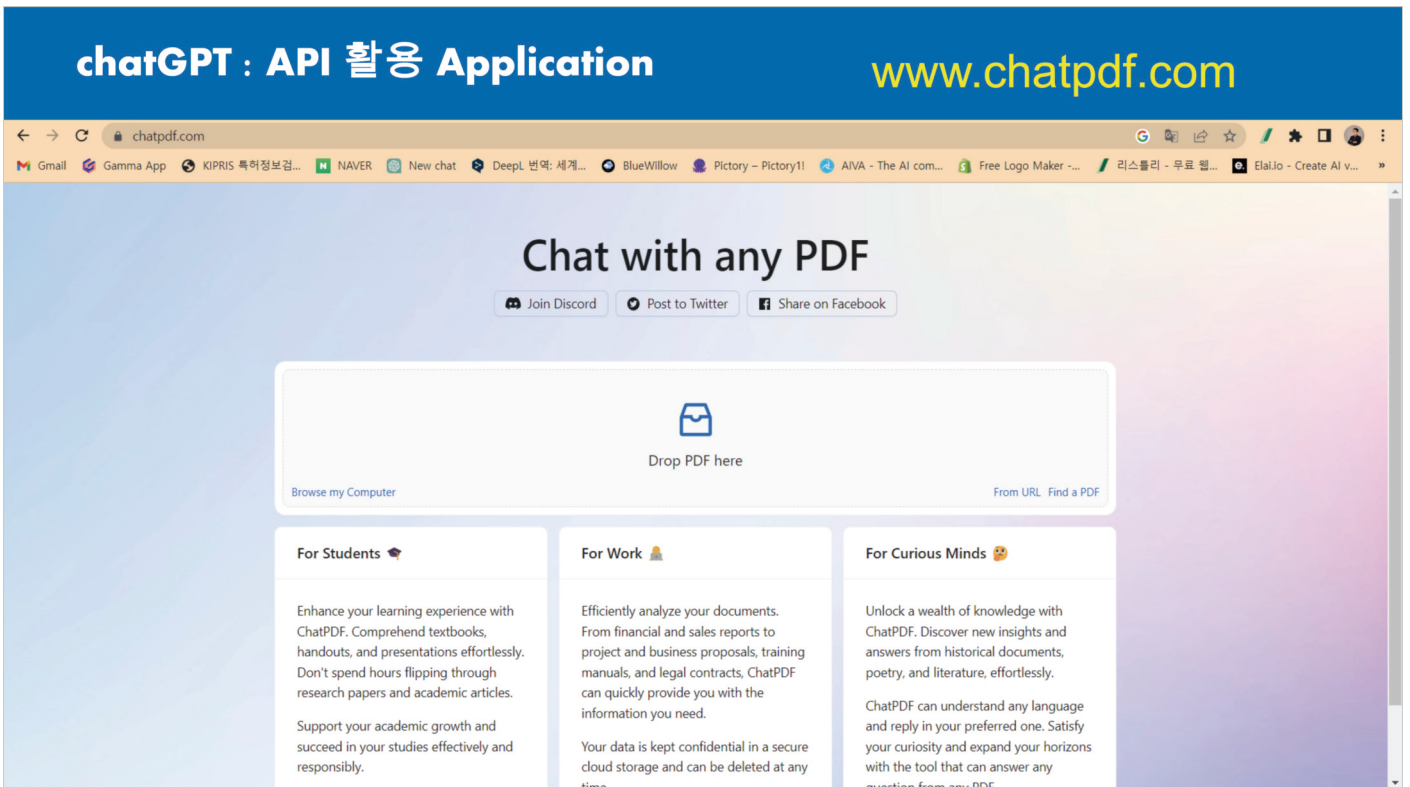 chatGPT : API 활용 Application
www.chatpdf.com
chatpdf.com
Gmail Gamma App KIPRIS 특허정보검... NAVER New chat DeepL 번역: 세계... BlueWillow Pictory – Pictory1! AIVA - The AI com... Free Logo Maker -... 리스틀리 - 무료 웹... Elai.io - Create AI v... »
Chat with any PDF
Join Discord Post to Twitter Share on Facebook
Drop PDF here
Browse my Computer From URL Find a PDF
For Students
Enhance your learning experience with
ChatPDF. Comprehend textbooks,
handouts, and presentations effortlessly.
Don't spend hours flipping through
research papers and academic articles.
Support your academic growth and
succeed in your studies effectively and
responsibly.
For Work
Efficiently analyze your documents.
From financial and sales reports to
project and business proposals, training
manuals, and legal contracts, ChatPDF
can quickly provide you with the
information you need.
Your data is kept confidential in a secure
cloud storage and can be deleted at any
time.
For Curious Minds
Unlock a wealth of knowledge with
ChatPDF. Discover new insights and
answers from historical documents,
poetry, and literature, effortlessly.
ChatPDF can understand any language
and reply in your preferred one. Satisfy
your curiosity and expand your horizons
with the tool that can answer any
question from any PDF.